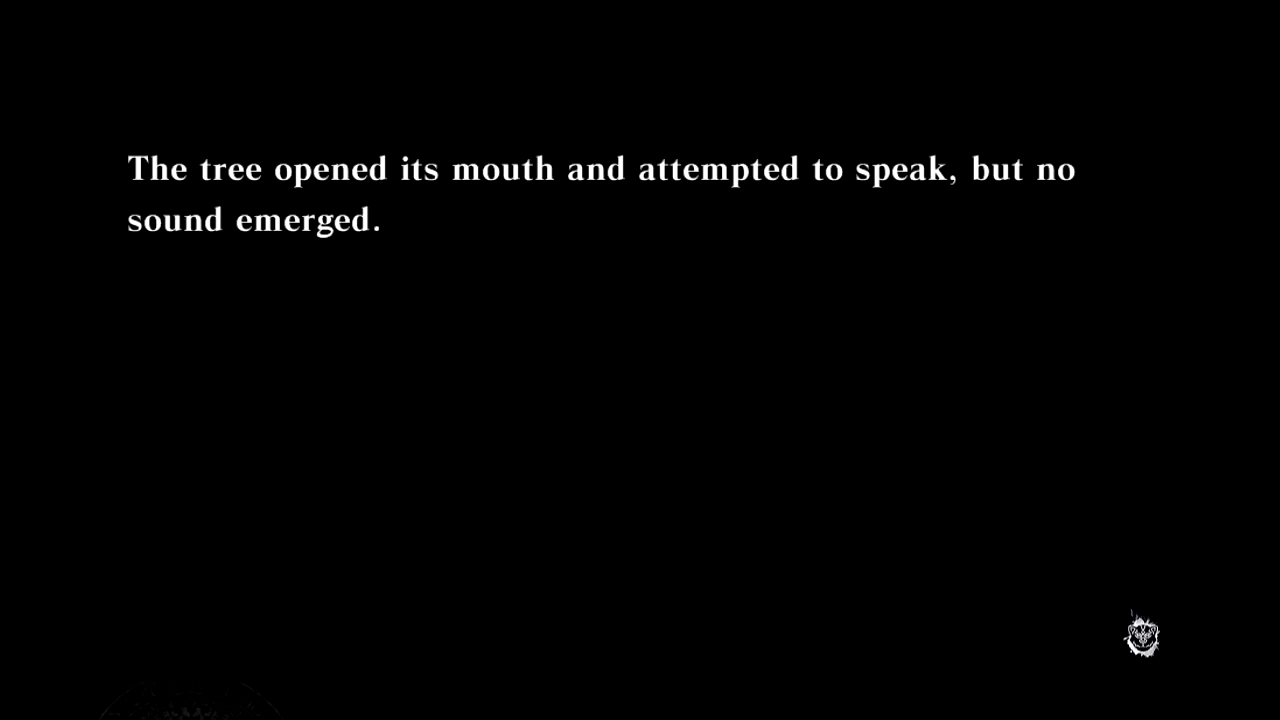 The tree opened its mouth and attempted to speak, but no
sound emerged.